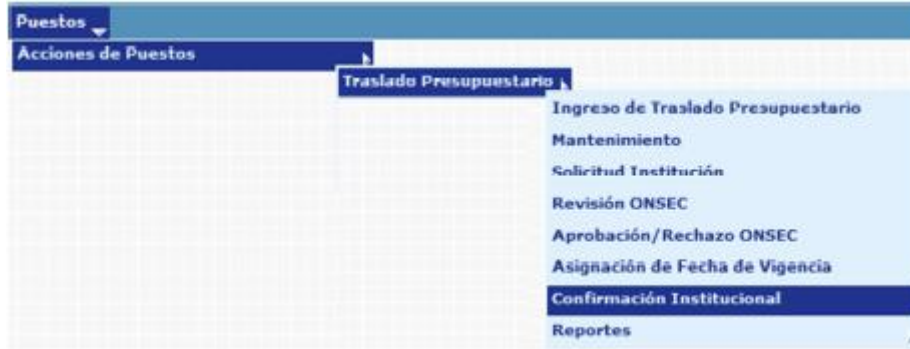 Puestos
Acciones de Puestos
Traslado Presupuestario
Ingreso de Traslado Presupuestario
Mantenimiento
Solicitud Institución
Revisión ONSEC
Aprobación/Rechazo ONSEC
Asignación de Fecha de Vigencia
Confirmación Institucional
Reportes